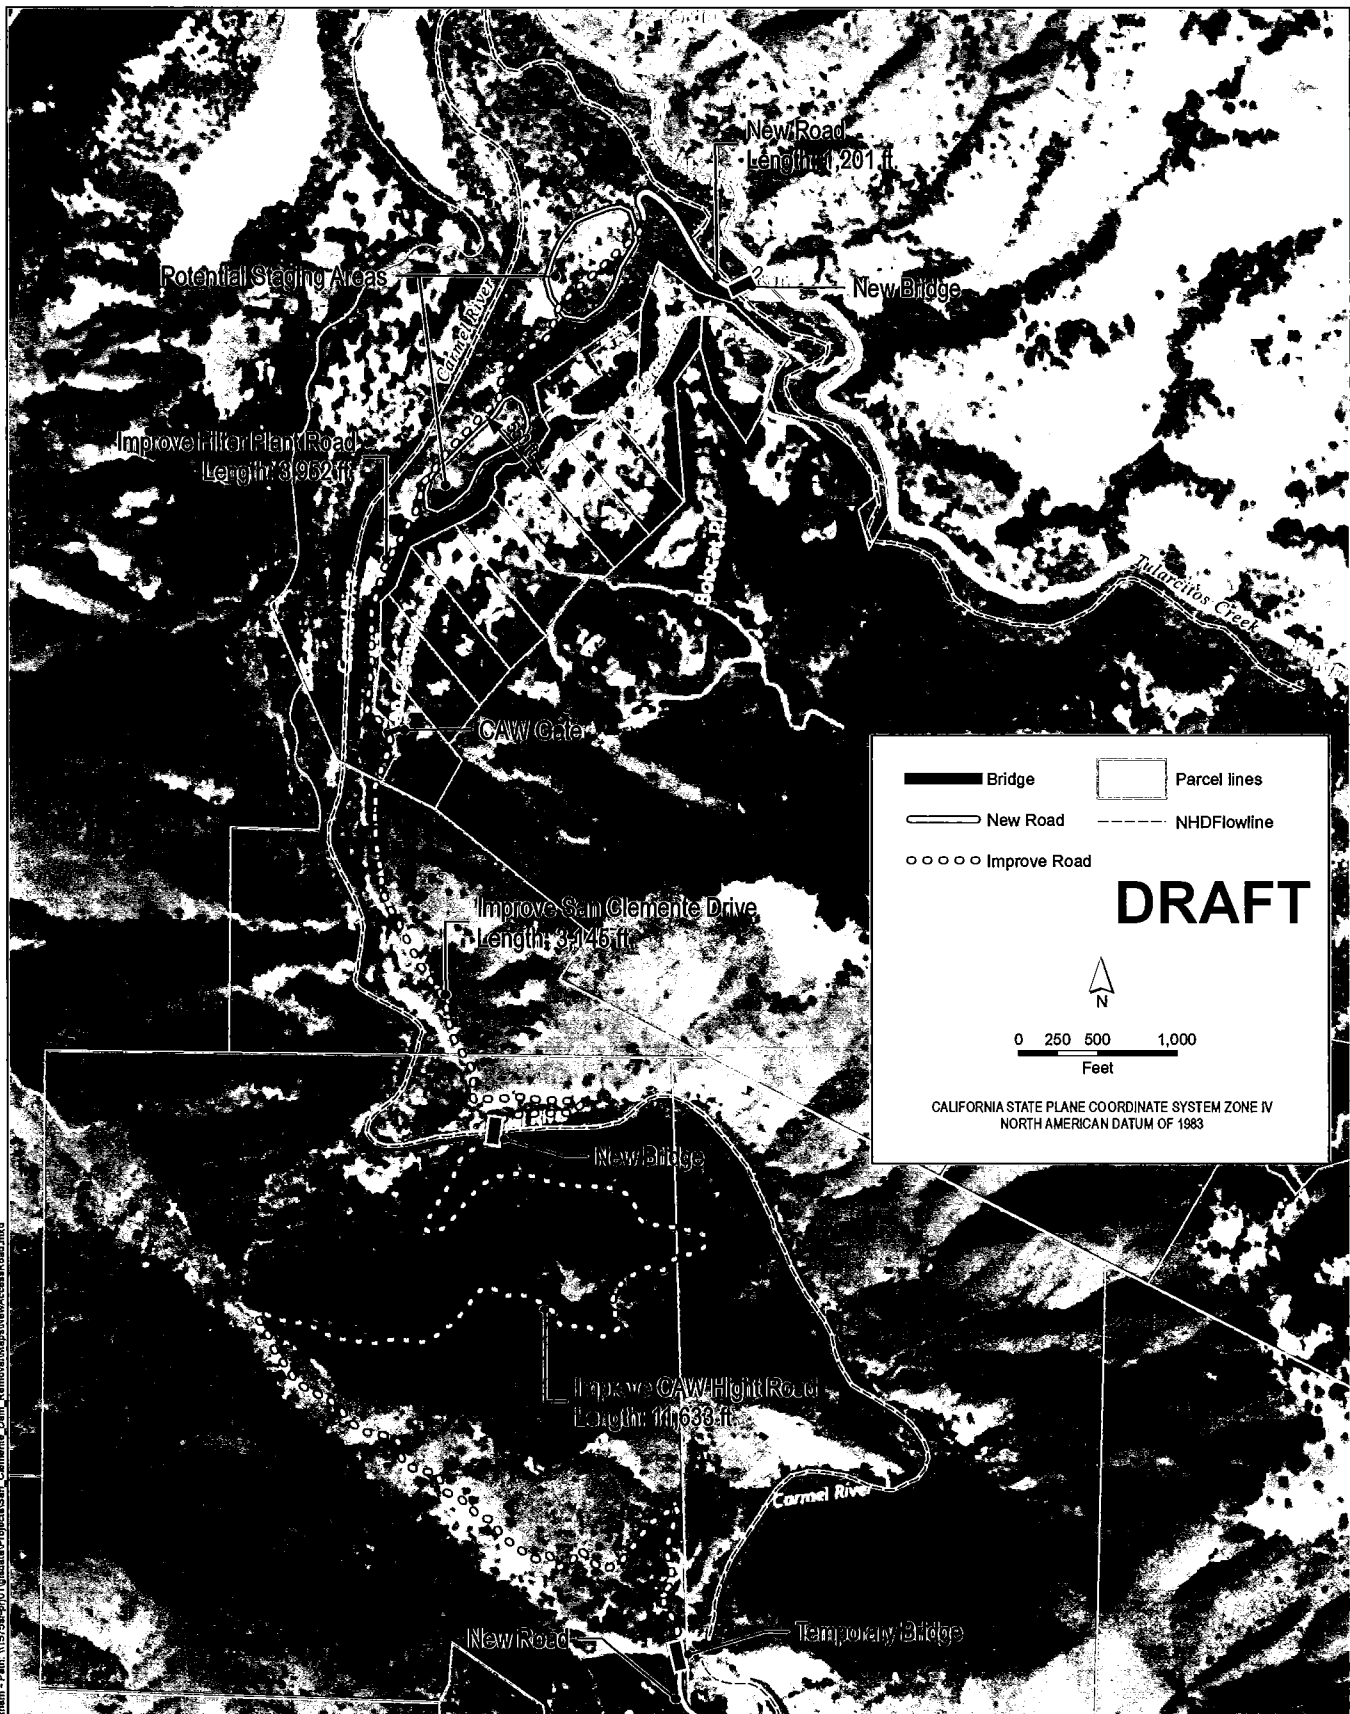 New Road
Length: 1,201 ft
Potential Staging Areas
New Bridge
Carmel River
Improve Filter Plant Road
Length: 3,952 ft
Bobcat
Tularcitos Creek
CAW Gate
Bridge
Parcel lines
New Road
NHDFlowline
Improve Road
DRAFT
Improve San Clemente Drive
Length: 3,145 ft
N
0 250 500 1,000
Feet
CALIFORNIA STATE PLANE COORDINATE SYSTEM ZONE IV
NORTH AMERICAN DATUM OF 1983
New Bridge
Improve CAW Hight Road
Length: 11,633 ft
Carmel River
New Road
Temporary Bridge